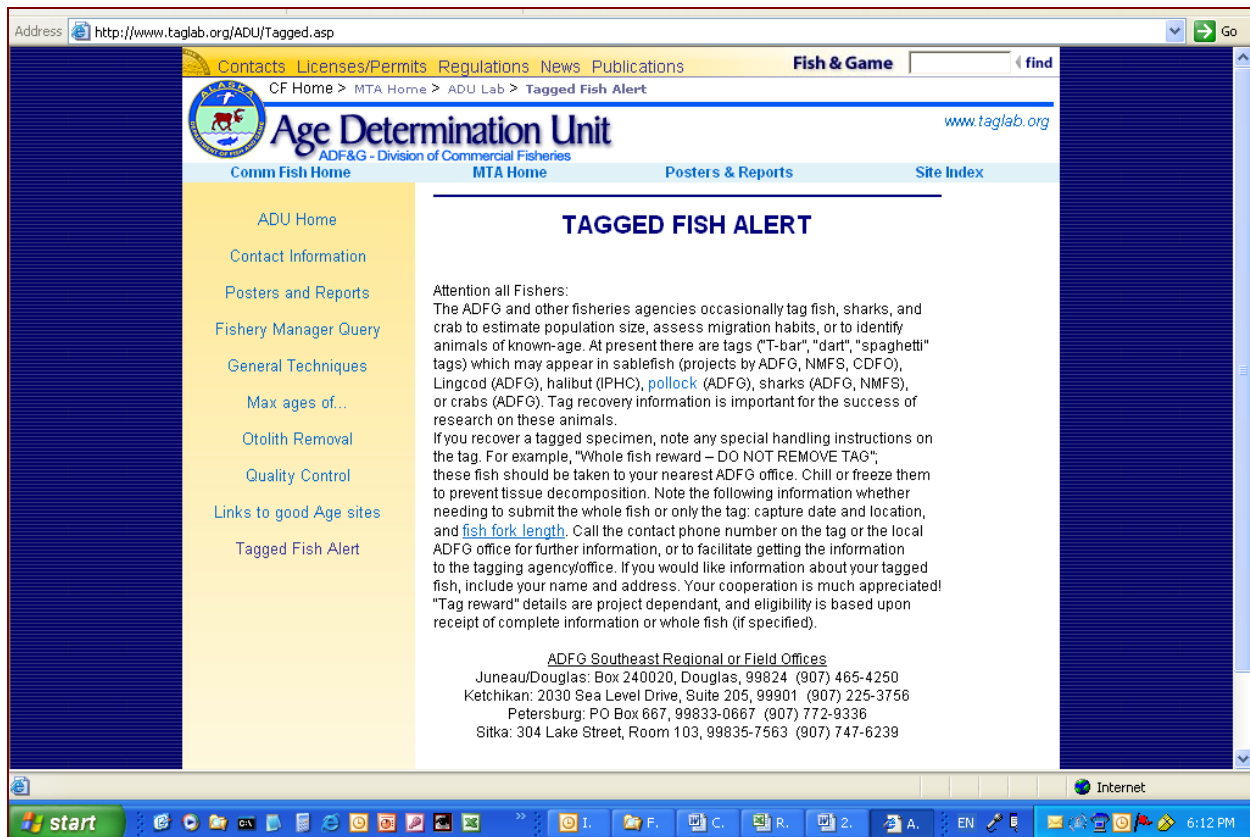 Address http://www.taglab.org/ADU/Tagged.asp Go
Contacts Licenses/Permits Regulations News Publications Fish & Game find
CF Home > MTA Home > ADU Lab > Tagged Fish Alert
ALASKA
Age Determination Unit
www.taglab.org
ADF&G - Division of Commercial Fisheries
Comm Fish Home MTA Home Posters & Reports Site Index
ADU Home
Contact Information
Posters and Reports
Fishery Manager Query
General Techniques
Max ages of...
Otolith Removal
Quality Control
Links to good Age sites
Tagged Fish Alert
TAGGED FISH ALERT
Attention all Fishers:
The ADFG and other fisheries agencies occasionally tag fish, sharks, and
crab to estimate population size, assess migration habits, or to identify
animals of known-age. At present there are tags ("T-bar", "dart", "spaghetti"
tags) which may appear in sablefish (projects by ADFG, NMFS, CDFO),
Lingcod (ADFG), halibut (IPHC), pollock (ADFG), sharks (ADFG, NMFS),
or crabs (ADFG). Tag recovery information is important for the success of
research on these animals.
If you recover a tagged specimen, note any special handling instructions on
the tag. For example, "Whole fish reward – DO NOT REMOVE TAG";
these fish should be taken to your nearest ADFG office. Chill or freeze them
to prevent tissue decomposition. Note the following information whether
needing to submit the whole fish or only the tag: capture date and location,
and fish fork length. Call the contact phone number on the tag or the local
ADFG office for further information, or to facilitate getting the information
to the tagging agency/office. If you would like information about your tagged
fish, include your name and address. Your cooperation is much appreciated!
"Tag reward" details are project dependant, and eligibility is based upon
receipt of complete information or whole fish (if specified).
ADFG Southeast Regional or Field Offices
Juneau/Douglas: Box 240020, Douglas, 99824 (907) 465-4250
Ketchikan: 2030 Sea Level Drive, Suite 205, 99901 (907) 225-3756
Petersburg: PO Box 667, 99833-0667 (907) 772-9336
Sitka: 304 Lake Street, Room 103, 99835-7563 (907) 747-6239
Internet
start I. F. C. R. 2. A. EN 6:12 PM